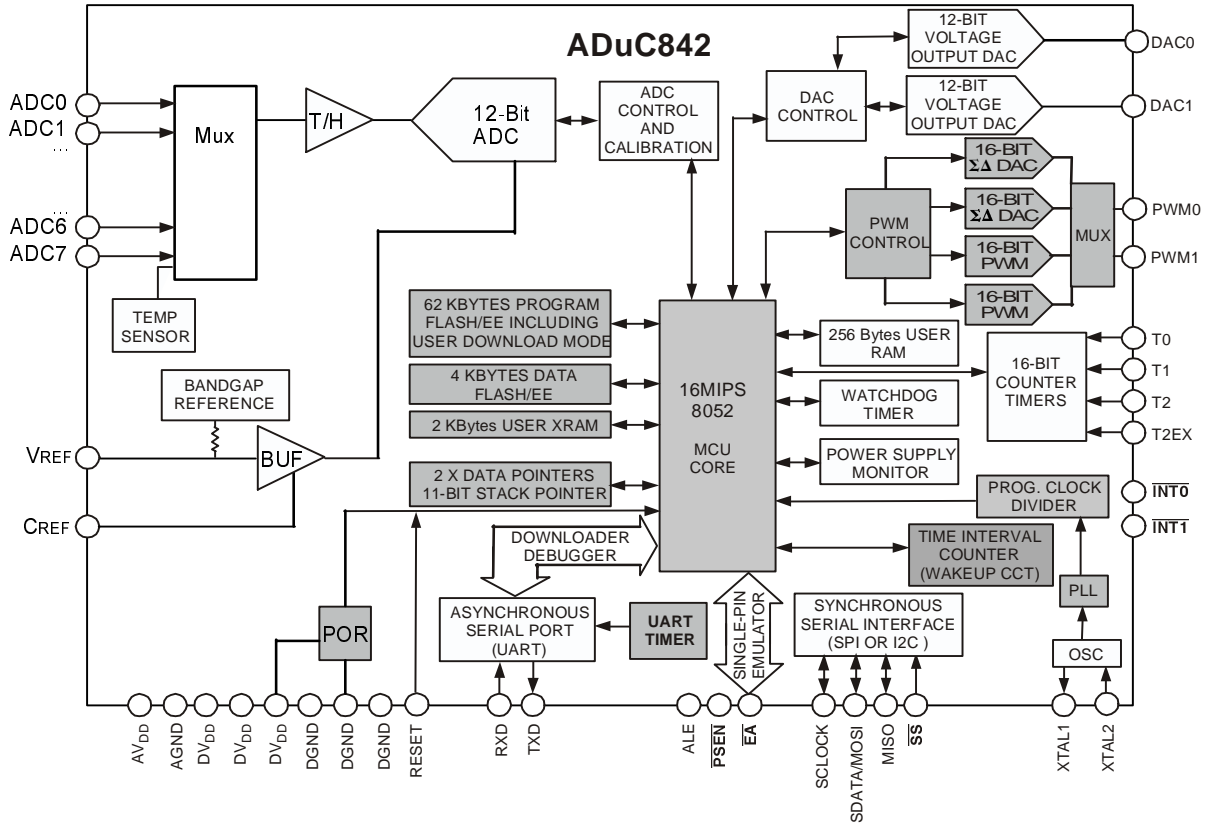 ADuC842
12-BIT
VOLTAGE
OUTPUT DAC
DAC0
12-BIT
VOLTAGE
OUTPUT DAC
DAC1
DAC
CONTROL
ADC
CONTROL
AND
CALIBRATION
12-Bit
ADC
T/H
Mux
ADC0
ADC1
...
...
ADC6
ADC7
TEMP
SENSOR
16-BIT
ΣΔ DAC
16-BIT
ΣΔ DAC
16-BIT
PWM
16-BIT
PWM
PWM
CONTROL
MUX
PWM0
PWM1
62 KBYTES PROGRAM
FLASH/EE INCLUDING
USER DOWNLOAD MODE
4 KBYTES DATA
FLASH/EE
2 KBytes USER XRAM
2 X DATA POINTERS
11-BIT STACK POINTER
16MIPS
8052
MCU
CORE
256 Bytes USER
RAM
WATCHDOG
TIMER
POWER SUPPLY
MONITOR
16-BIT
COUNTER
TIMERS
T0
T1
T2
T2EX
BANDGAP
REFERENCE
VREF
BUF
CREF
PROG. CLOCK
DIVIDER
INT0
INT1
TIME INTERVAL
COUNTER
(WAKEUP CCT)
PLL
OSC
DOWNLOADER
DEBUGGER
POR
ASYNCHRONOUS
SERIAL PORT
(UART)
UART
TIMER
SINGLE-PIN
EMULATOR
SYNCHRONOUS
SERIAL INTERFACE
(SPI OR I2C )
AVDD
AGND
DVDD
DVDD
DVDD
DGND
DGND
DGND
RESET
RXD
TXD
ALE
PSEN
EA
SCLOCK
SDATA/MOSI
MISO
SS
XTAL1
XTAL2